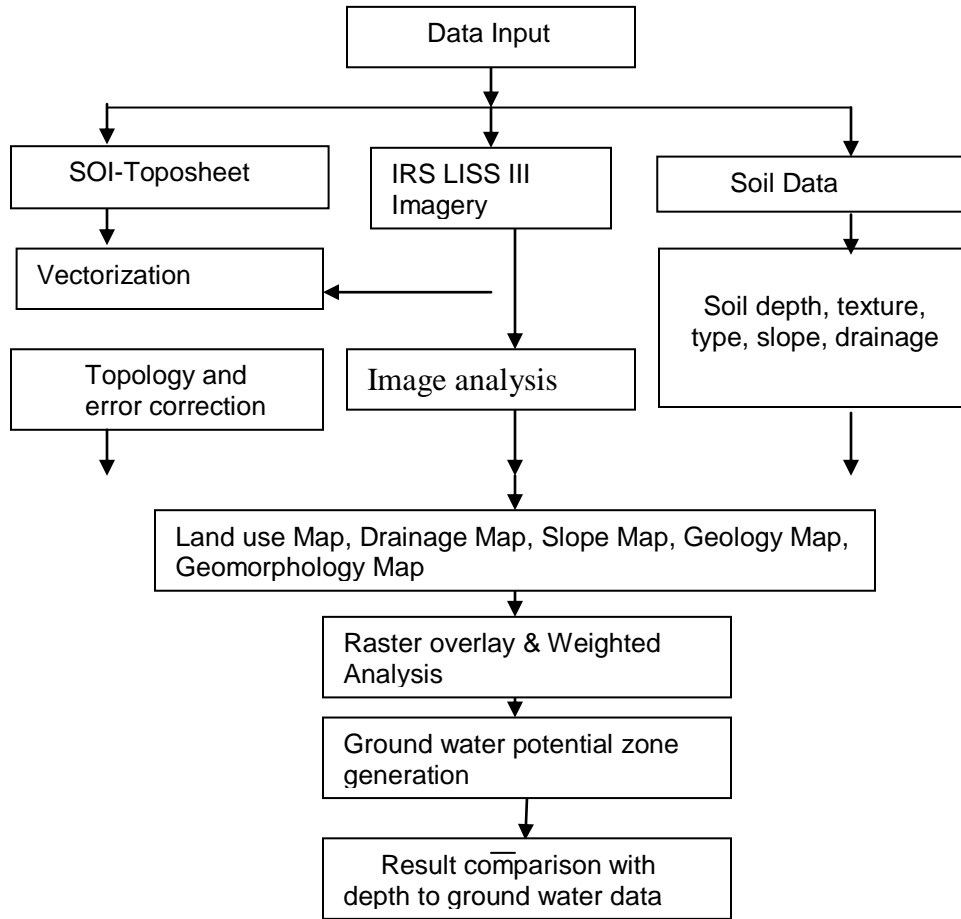 Data Input
SOI-Toposheet
IRS LISS III
Imagery
Soil Data
Vectorization
Soil depth, texture,
type, slope, drainage
Topology and
error correction
Image analysis
Land use Map, Drainage Map, Slope Map, Geology Map,
Geomorphology Map
Raster overlay & Weighted
Analysis
Ground water potential zone
generation
Result comparison with
depth to ground water data